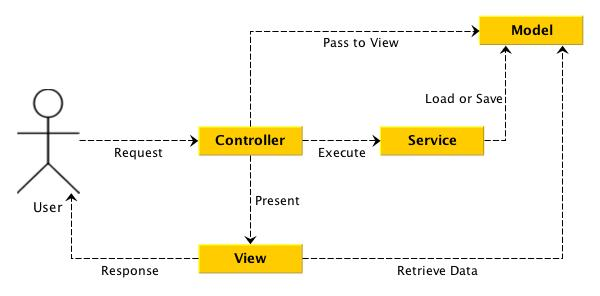 Model
Pass to View
Load or Save
Controller
Service
Request
Execute
Present
User
View
Response
Retrieve Data